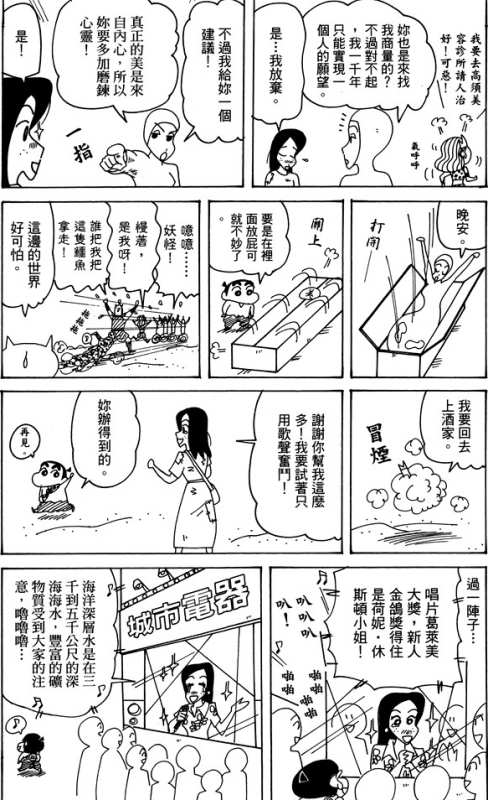 我要去高須美
容診所請人治
好！可惡！
氣呼呼
妳也是來找
我商量的？
不過對不起
，我一千年
只能實現一
個人的願望。
是…我放棄。
不過我給妳一個
建議！
真正的美是來
自內心，所以
妳要多加磨鍊
心靈！
一指
是！
晚安。
打開
闔上
要是在裡
面放屁可
就不妙了
。
噫噫……
妖怪！
慢著，
是我呀！
誰把我把
這隻鱷魚
拿走！
這邊的世界
好可怕。
我要回去
上酒家。
冒煙
謝謝你幫我這麼
多！我要試著只
用歌聲奮鬥！
妳辦得到的。
再見。
過一陣子…
唱片葛萊美
大獎，新人
金鴿獎得住
是荷妮·休
斯頓小姐！
叭！
叭！
啪
啪
啪
啪
城市電器
海洋深層水是在三
千到五千公尺的深
海海水，豐富的礦
物質受到大家的注
意，嚕嚕嚕…